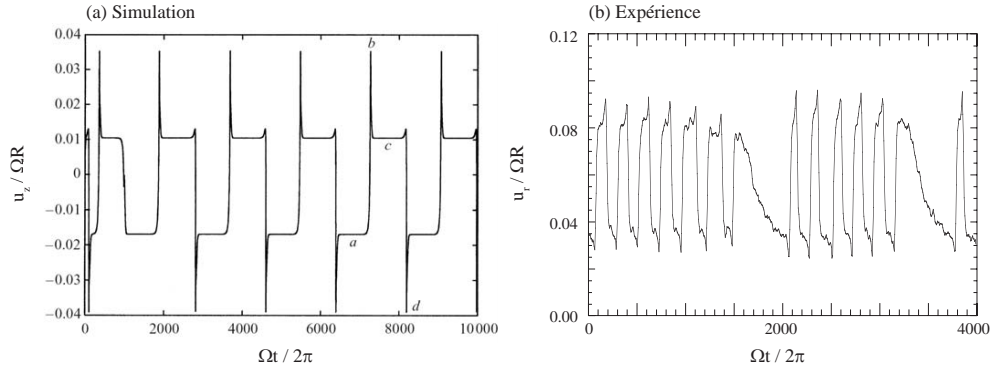 (a) Simulation
0.04
0.03
0.02
0.01
0
−0.01
−0.02
−0.03
−0.04
u_z / ΩR
b
c
a
d
0 2000 4000 6000 8000 10000
Ωt / 2π
(b) Expérience
0.12
0.08
0.04
0.00
u_r / ΩR
0 2000 4000
Ωt / 2π